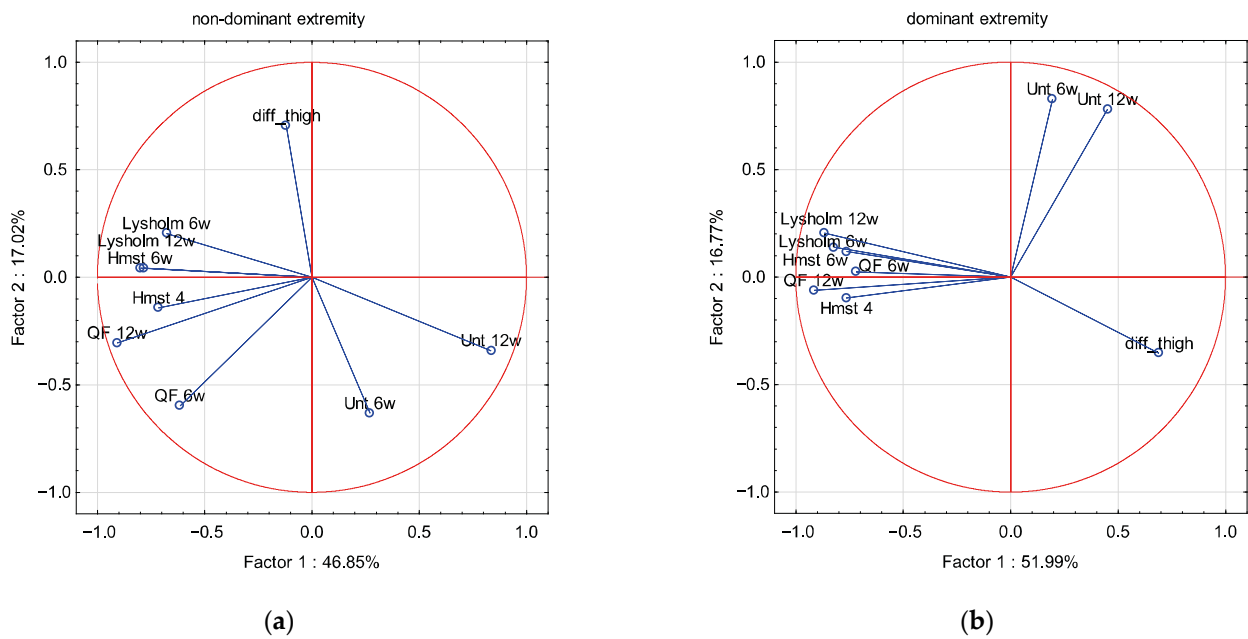 non-dominant extremity
1.0
0.5
0.0
−0.5
−1.0
Factor 2 : 17.02%
diff_thigh
Lysholm 6w
Lysholm 12w
Hmst 6w
Hmst 4
QF 12w
QF 6w
Unt 12w
Unt 6w
−1.0 −0.5 0.0 0.5 1.0
Factor 1 : 46.85%
(a)
dominant extremity
1.0
0.5
0.0
−0.5
−1.0
Factor 2 : 16.77%
Unt 6w
Unt 12w
Lysholm 12w
Lysholm 6w
Hmst 6w
QF 6w
QF 12w
Hmst 4
diff_thigh
−1.0 −0.5 0.0 0.5 1.0
Factor 1 : 51.99%
(b)